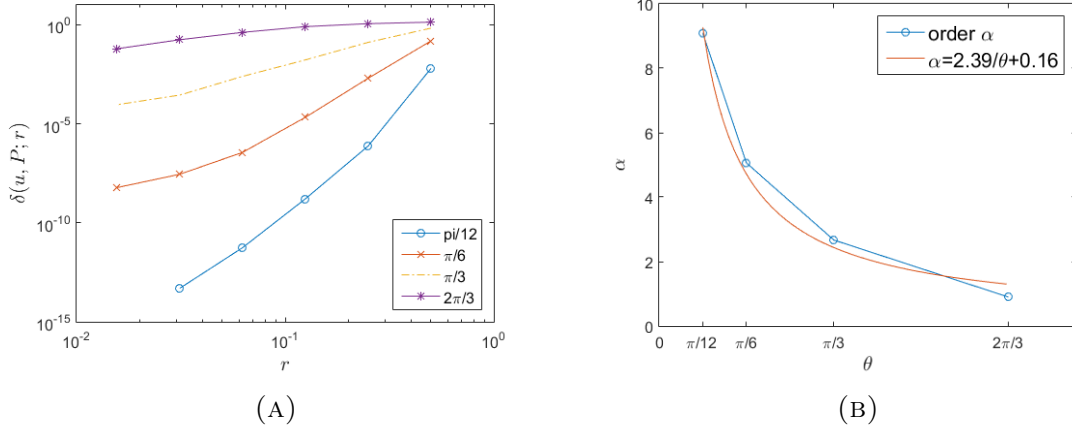 10^0
10^-5
10^-10
10^-15
δ(u, P; r)
10^-2
10^-1
10^0
r
pi/12
π/6
π/3
2π/3
(A)
10
8
6
4
2
0
α
0
π/12
π/6
π/3
2π/3
θ
order α
α=2.39/θ+0.16
(B)